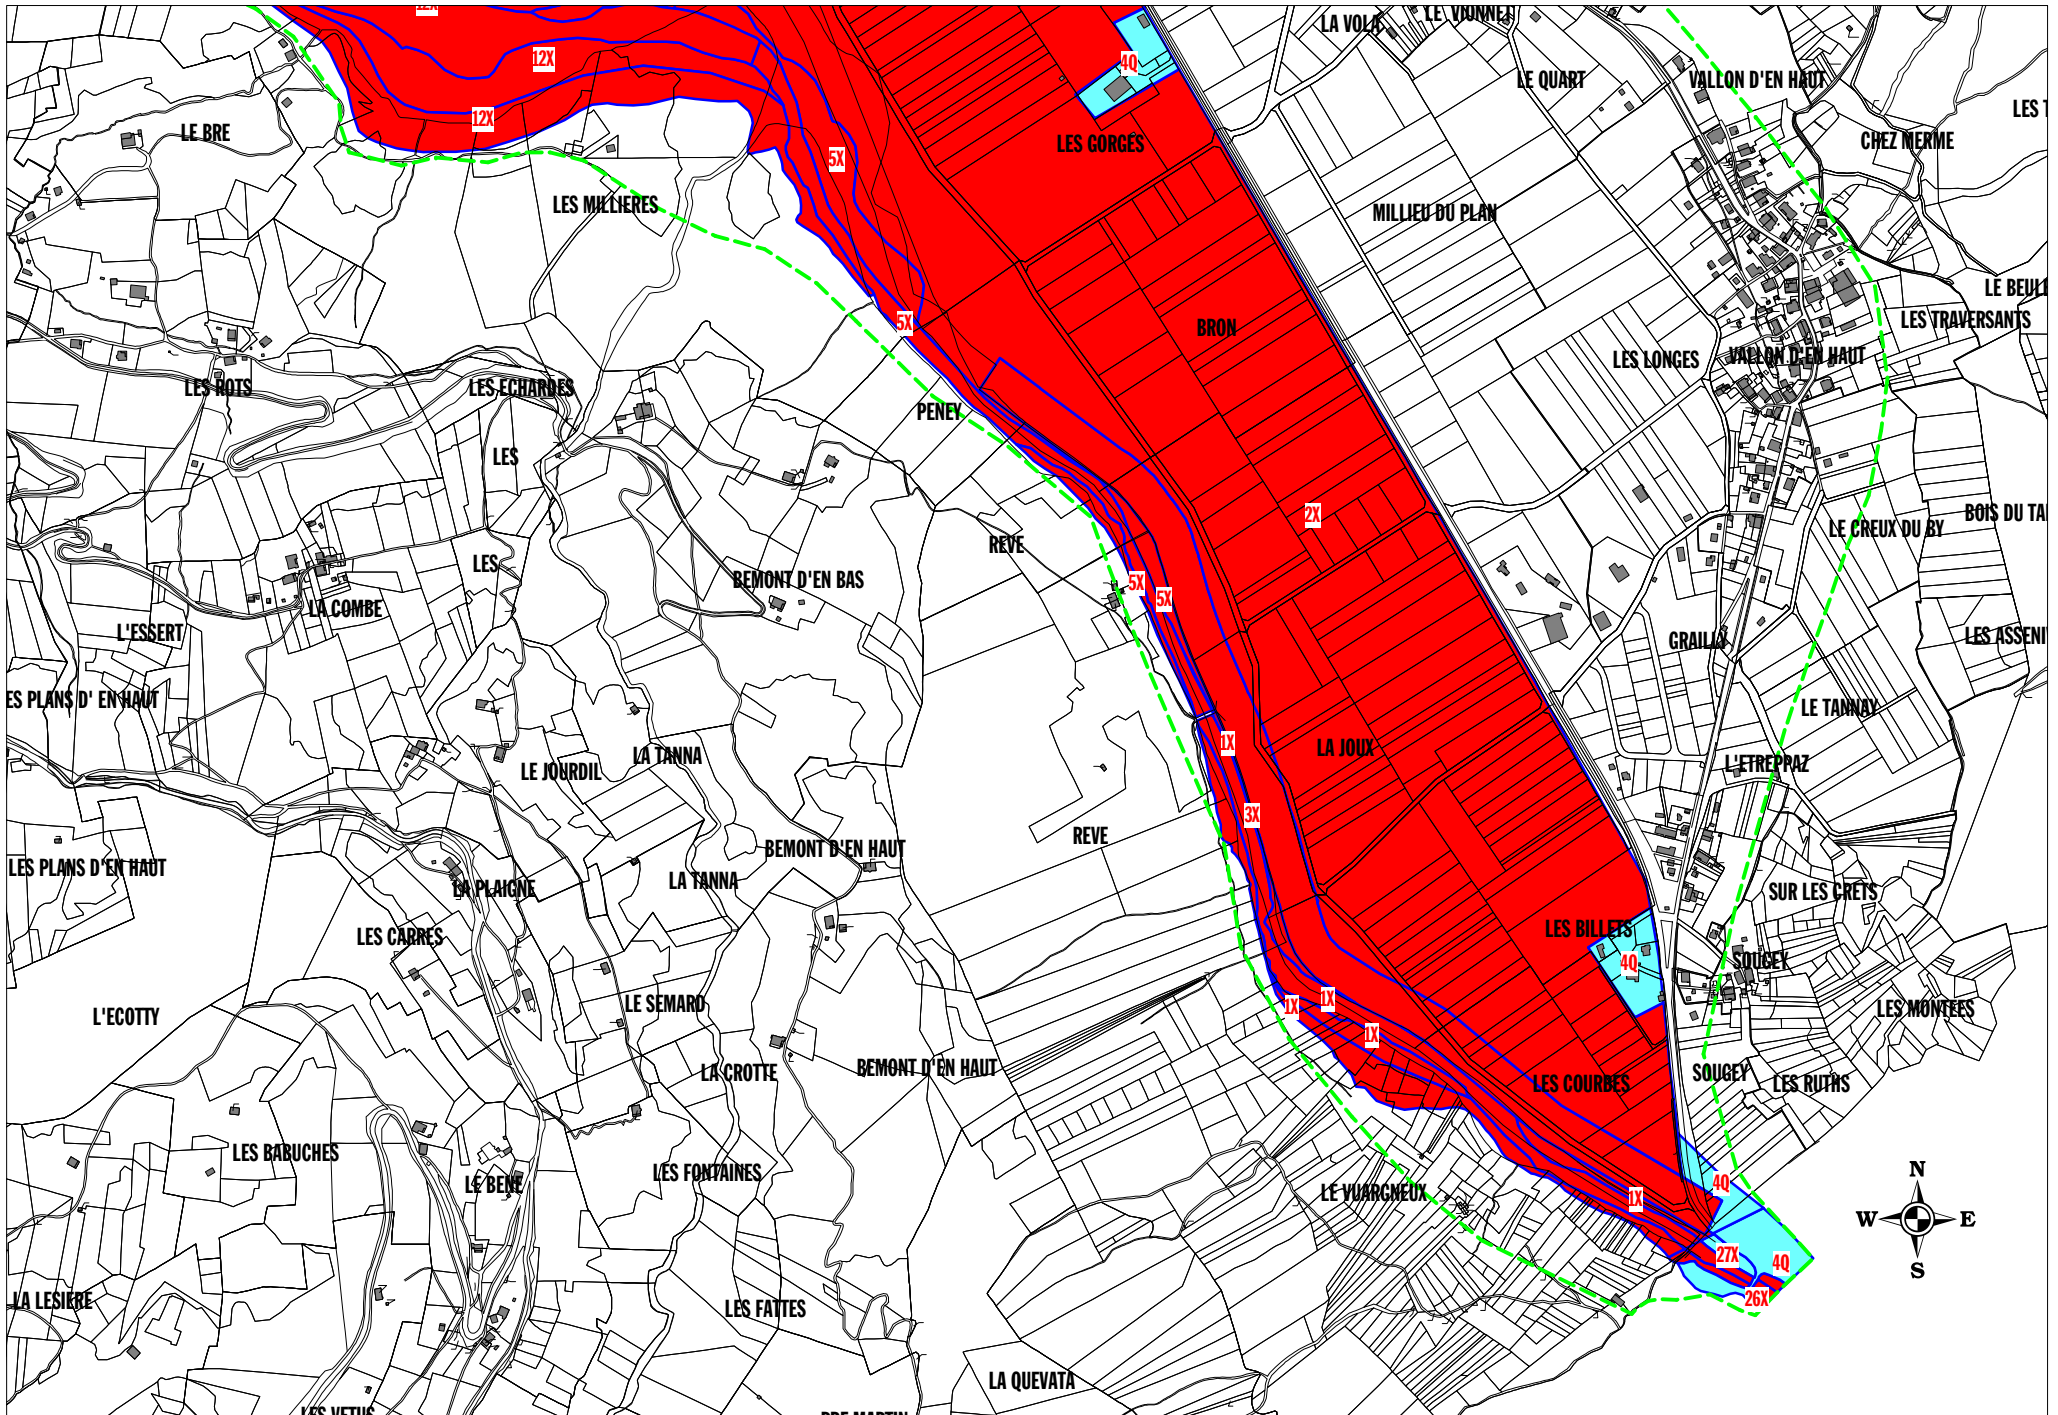 12X
LA VOLA
LE VIONNET
12X
4Q
LE QUART
VALLON D'EN HAUT
12X
LE BRE
LES GORGES
CHEZ MERME
5X
LES MILLIERES
MILLIEU DU PLAN
LES TRAVERSANTS
5X
BRON
LES LONGES
VALLON D'EN HAUT
LES ROTS
LES ECHARDES
PENEY
LES
2X
LE CREUX DU BY
REVE
LES
BEMONT D'EN BAS
5X
5X
LA COMBE
L'ESSERT
GRAILLY
ES PLANS D' EN HAUT
LE TANNAY
1X
LA JOUX
LA TANNA
LE JOURDIL
L'ETREPPAZ
3X
REVE
BEMONT D'EN HAUT
LES PLANS D'EN HAUT
LA TANNA
LA PLAIGNE
SUR LES CRETS
LES CARRES
LES BILLETS
4Q
SOUGEY
LE SEMARD
1X
1X
L'ECOTTY
LES MONTEES
1X
BEMONT D'EN HAUT
LA CROTTE
SOUGEY
LES COURBES
LES RUTHS
LES BABUCHES
LES FONTAINES
LE BENE
4Q
N
LE VUARGNEUX
1X
W
E
27X
4Q
S
26X
LA LESIERE
LES FATTES
LA QUEVATA
LES VETUS
PRE MARTIN